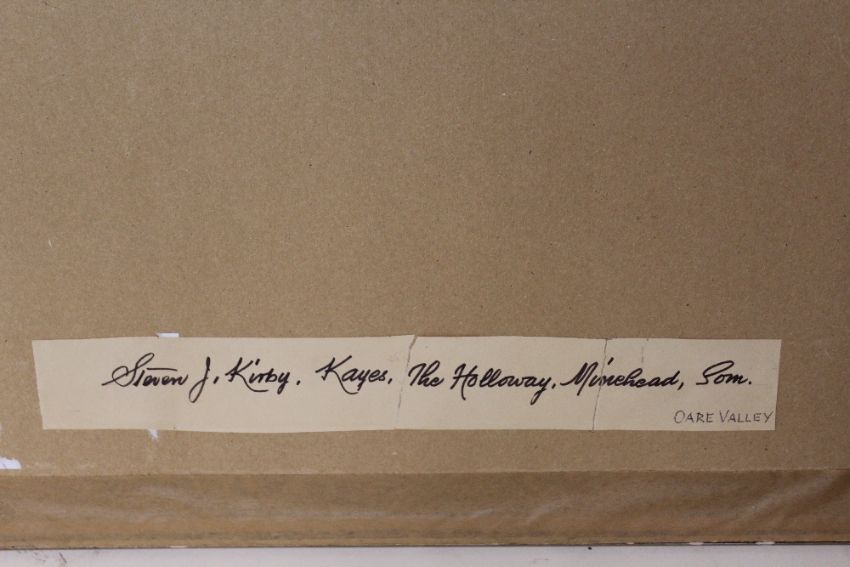 Steven J. Kirby. Kayes, The Holloway, Minehead, Som.
OARE VALLEY